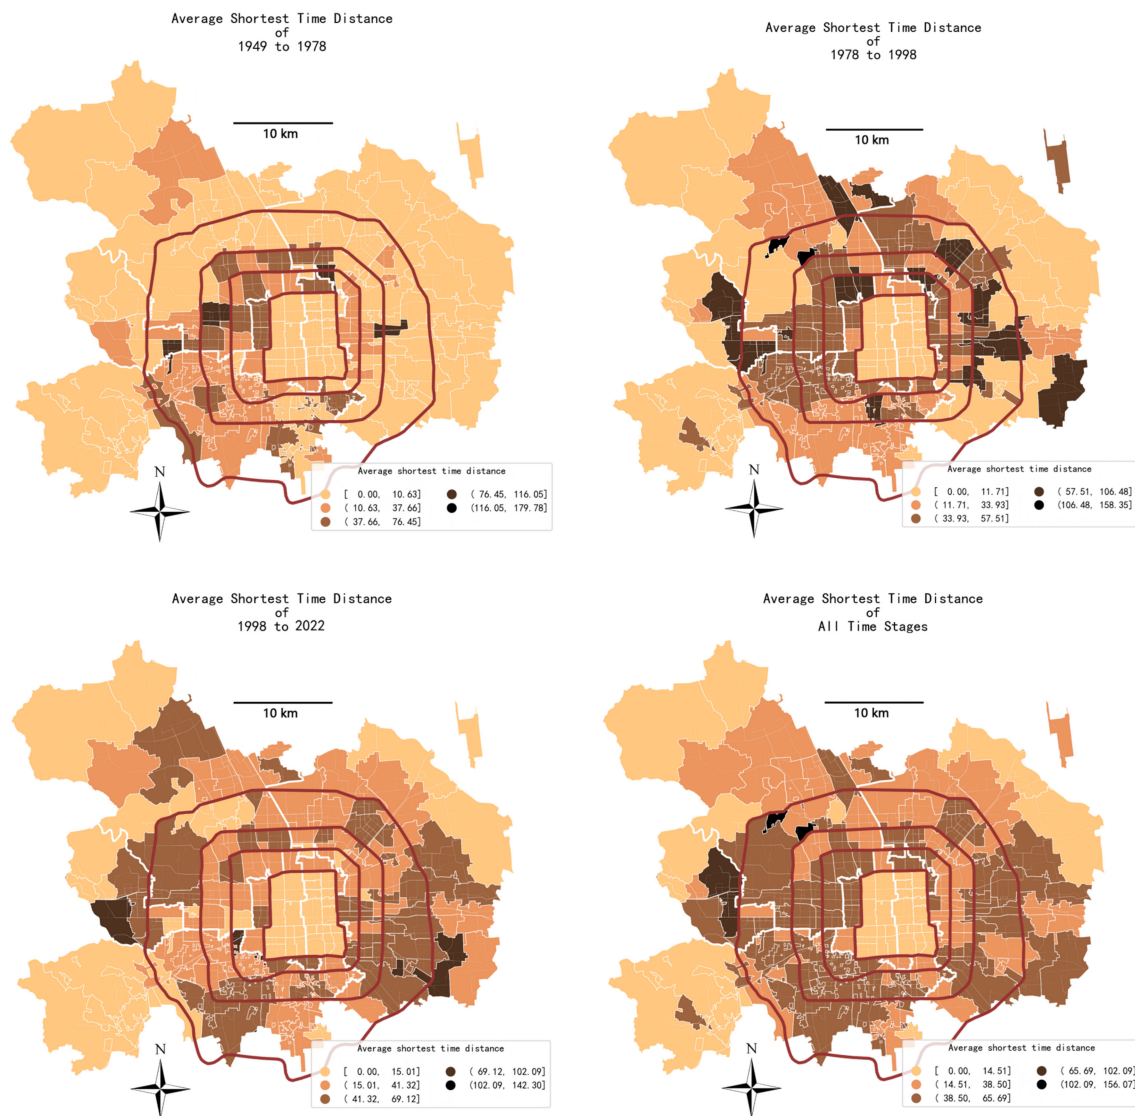 Average Shortest Time Distance
of
1949 to 1978
10 km
N
Average shortest time distance
[ 0.00, 10.63]
( 10.63, 37.66]
( 37.66, 76.45]
( 76.45, 116.05]
(116.05, 179.78]
Average Shortest Time Distance
of
1978 to 1998
10 km
N
Average shortest time distance
[ 0.00, 11.71]
( 11.71, 33.93]
( 33.93, 57.51]
( 57.51, 106.48]
(106.48, 158.35]
Average Shortest Time Distance
of
1998 to 2022
10 km
N
Average shortest time distance
[ 0.00, 15.01]
( 15.01, 41.32]
( 41.32, 69.12]
( 69.12, 102.09]
(102.09, 142.30]
Average Shortest Time Distance
of
All Time Stages
10 km
N
Average shortest time distance
[ 0.00, 14.51]
( 14.51, 38.50]
( 38.50, 65.69]
( 65.69, 102.09]
(102.09, 156.07]